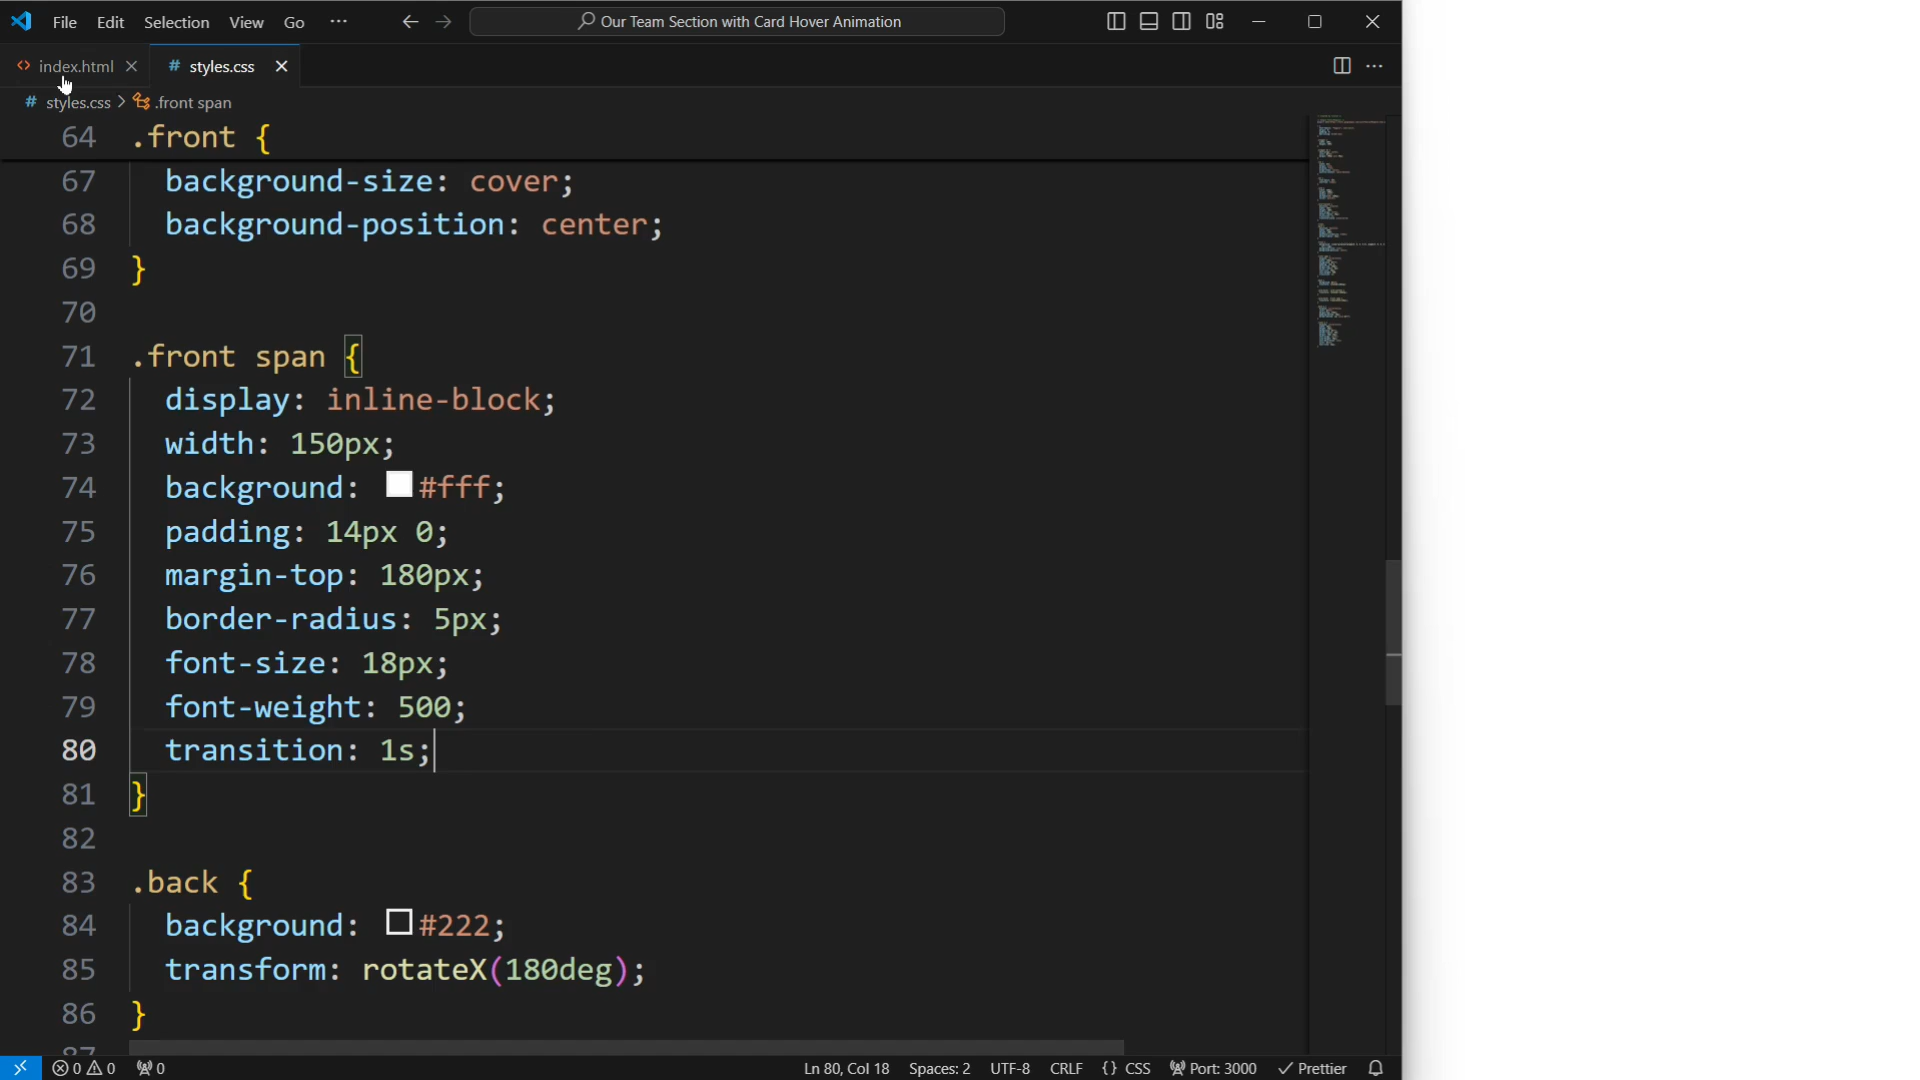 File Edit Selection View Go ··· Our Team Section with Card Hover Animation
index.html styles.css
# styles.css > .front span
64 .front {
67 background-size: cover;
68 background-position: center;
69 }
70
71 .front span {
72 display: inline-block;
73 width: 150px;
74 background: #fff;
75 padding: 14px 0;
76 margin-top: 180px;
77 border-radius: 5px;
78 font-size: 18px;
79 font-weight: 500;
80 transition: 1s;
81 }
82
83 .back {
84 background: #222;
85 transform: rotateX(180deg);
86 }
87
0 0 0 Ln 80, Col 18 Spaces: 2 UTF-8 CRLF {} CSS Port: 3000 Prettier